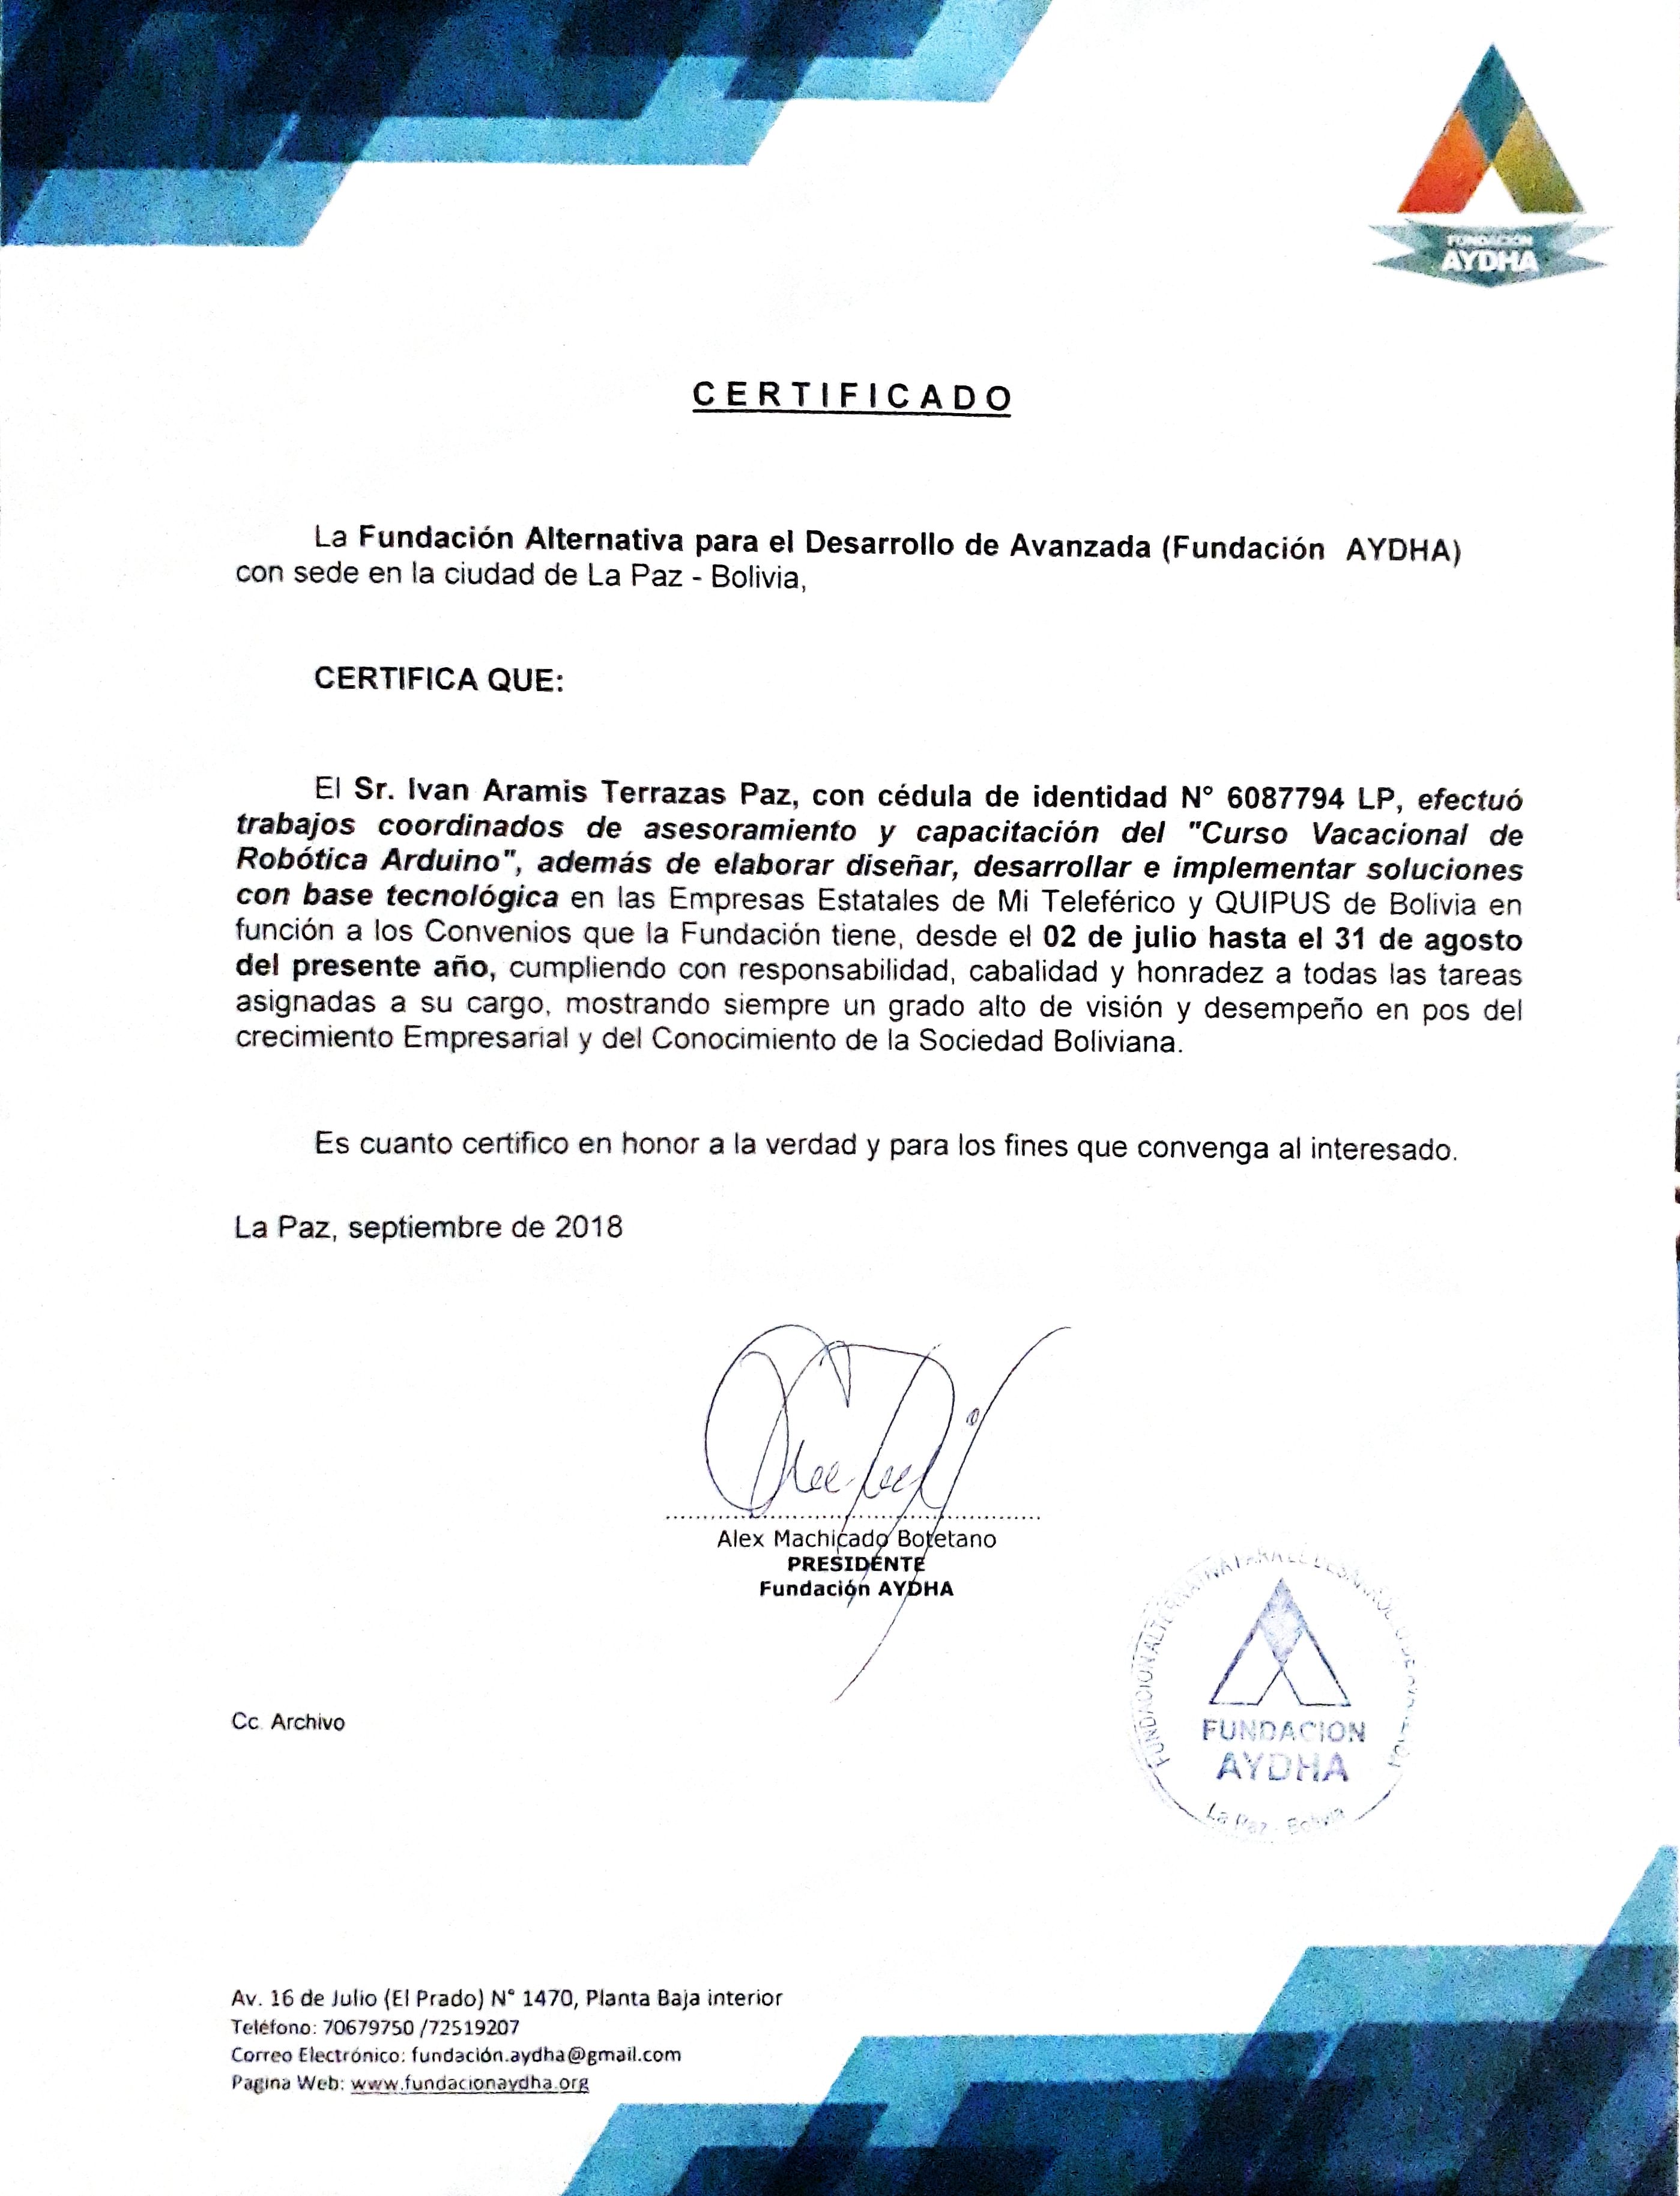 FUNDACION
AYDHA
CERTIFICADO
La Fundación Alternativa para el Desarrollo de Avanzada (Fundación AYDHA)
con sede en la ciudad de La Paz - Bolivia,
CERTIFICA QUE:
El Sr. Ivan Aramis Terrazas Paz, con cédula de identidad N° 6087794 LP, efectuó
trabajos coordinados de asesoramiento y capacitación del "Curso Vacacional de
Robótica Arduino", además de elaborar diseñar, desarrollar e implementar soluciones
con base tecnológica en las Empresas Estatales de Mi Teleférico y QUIPUS de Bolivia en
función a los Convenios que la Fundación tiene, desde el 02 de julio hasta el 31 de agosto
del presente año, cumpliendo con responsabilidad, cabalidad y honradez a todas las tareas
asignadas a su cargo, mostrando siempre un grado alto de visión y desempeño en pos del
crecimiento Empresarial y del Conocimiento de la Sociedad Boliviana.
Es cuanto certifico en honor a la verdad y para los fines que convenga al interesado.
La Paz, septiembre de 2018
Alex Machicado Botetano
PRESIDENTE
Fundación AYDHA
FUNDACION ALTERNATIVA PARA EL DESARROLLO DE
FUNDACION
AYDHA
La Paz - Bolivia
Cc. Archivo
Av. 16 de Julio (El Prado) N° 1470, Planta Baja interior
Teléfono: 70679750 /72519207
Correo Electrónico: fundación.aydha@gmail.com
Pagina Web: www.fundacionaydha.org